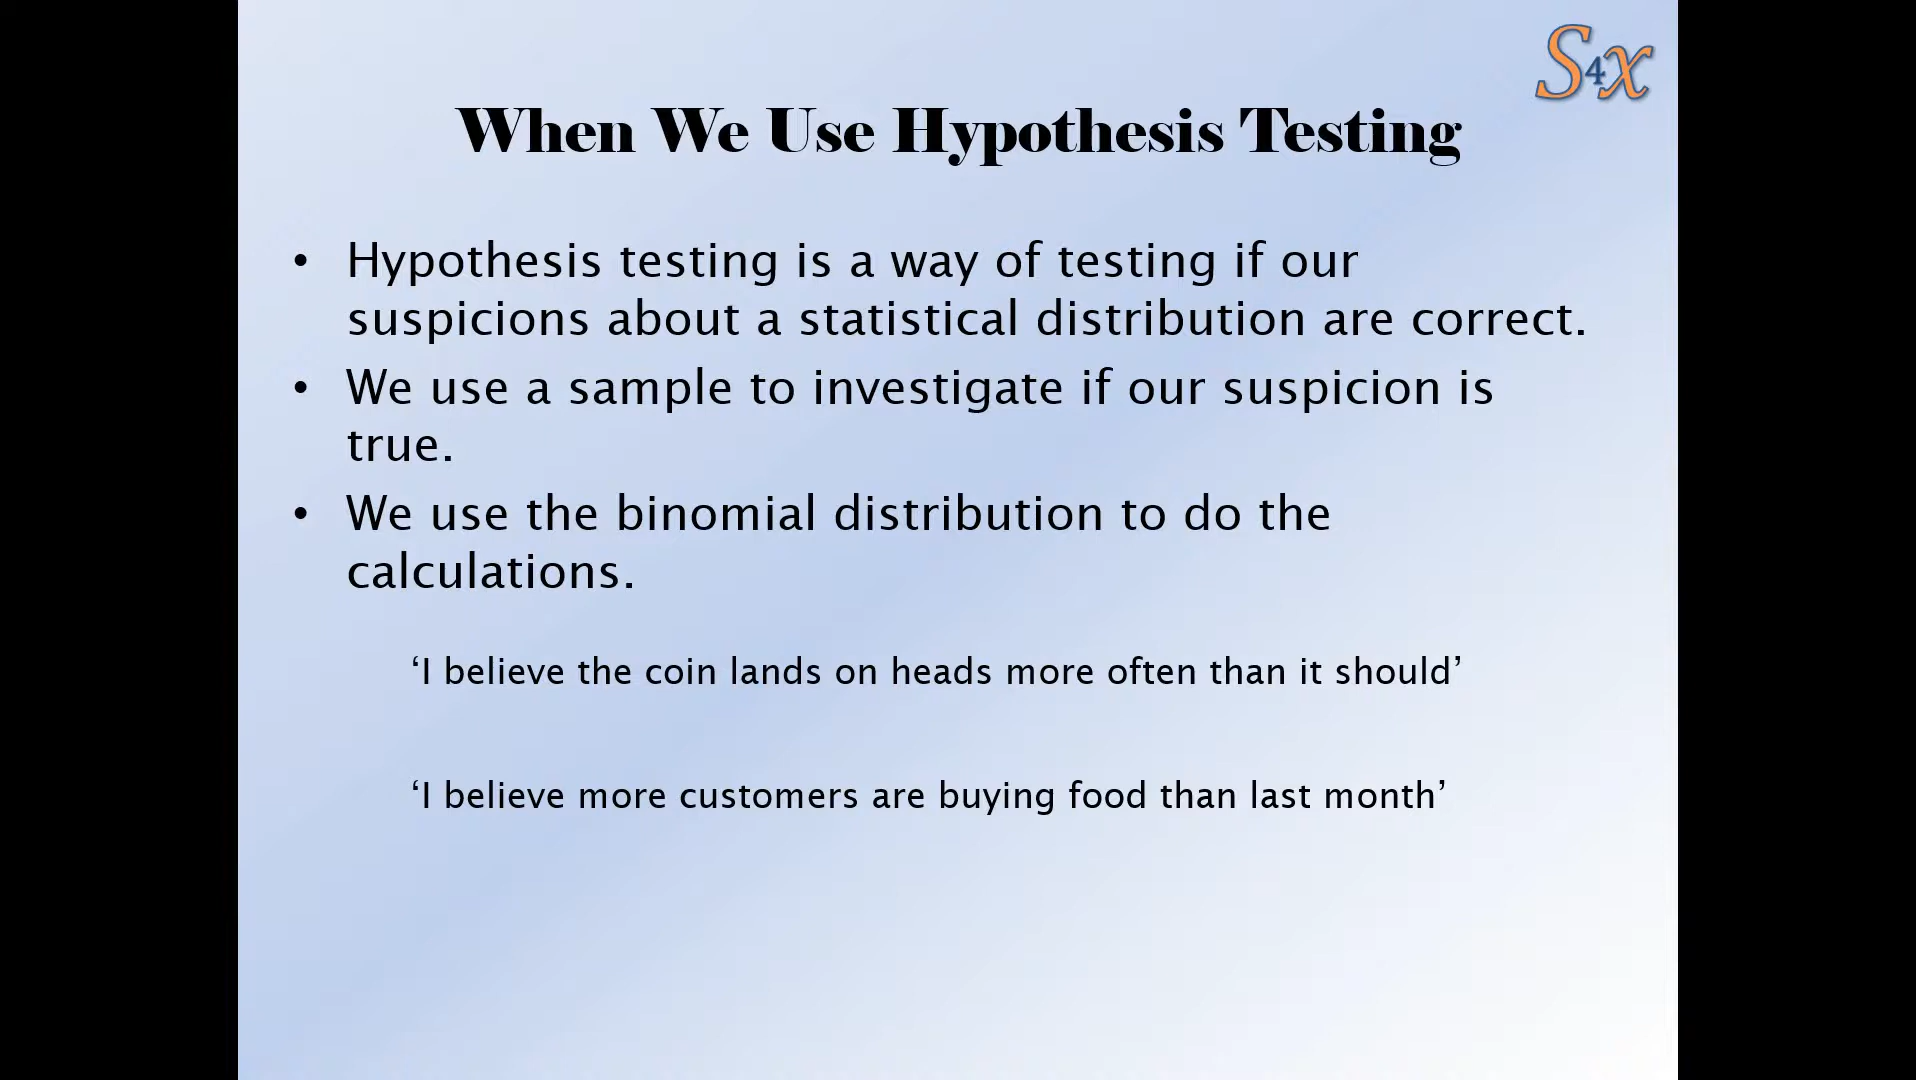 S4x
When We Use Hypothesis Testing
• Hypothesis testing is a way of testing if our
suspicions about a statistical distribution are correct.
• We use a sample to investigate if our suspicion is
true.
• We use the binomial distribution to do the
calculations.
‘I believe the coin lands on heads more often than it should’
‘I believe more customers are buying food than last month’